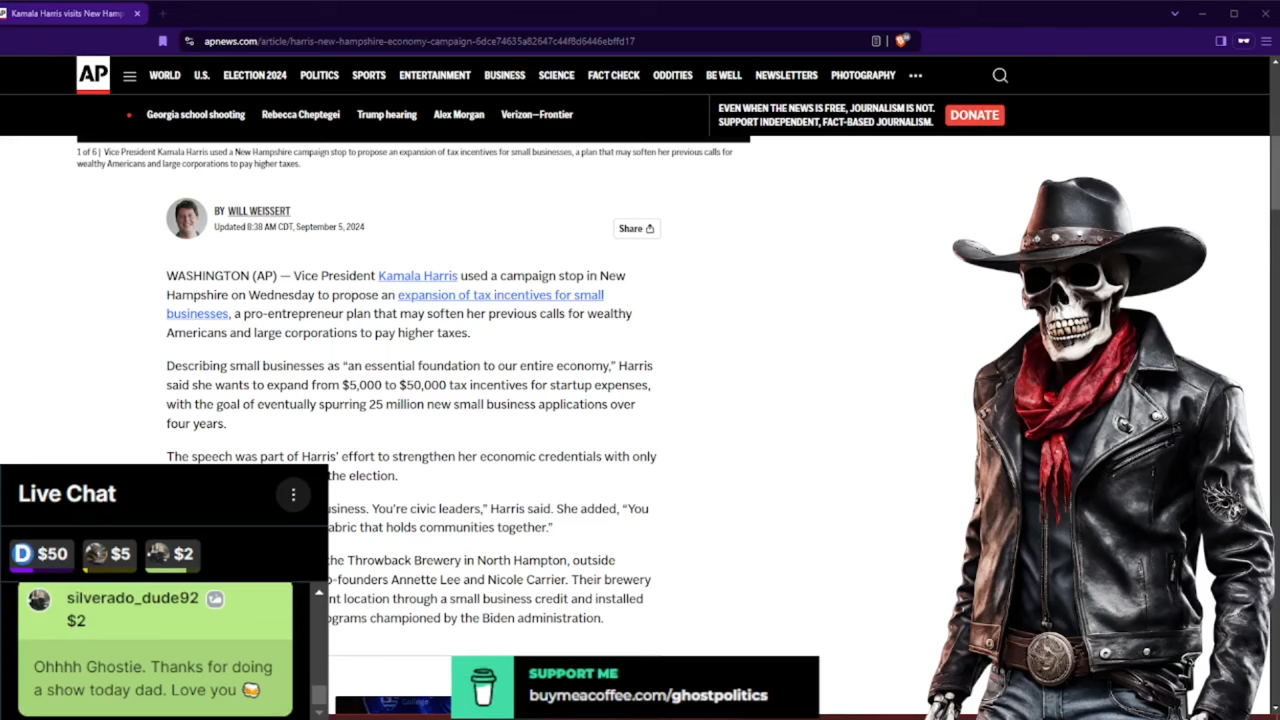 Kamala Harris visits New Hamp
apnews.com/article/harris-new-hampshire-economy-campaign-6dce74635a82647c44f8d6446ebffd17
AP
WORLD U.S. ELECTION 2024 POLITICS SPORTS ENTERTAINMENT BUSINESS SCIENCE FACT CHECK ODDITIES BE WELL NEWSLETTERS PHOTOGRAPHY
Georgia school shooting Rebecca Cheptegei Trump hearing Alex Morgan Verizon–Frontier
EVEN WHEN THE NEWS IS FREE, JOURNALISM IS NOT.
SUPPORT INDEPENDENT, FACT-BASED JOURNALISM.
DONATE
1 of 6 | Vice President Kamala Harris used a New Hampshire campaign stop to propose an expansion of tax incentives for small businesses, a plan that may soften her previous calls for
wealthy Americans and large corporations to pay higher taxes.
BY WILL WEISSERT
Updated 8:38 AM CDT, September 5, 2024
Share
WASHINGTON (AP) — Vice President Kamala Harris used a campaign stop in New
Hampshire on Wednesday to propose an expansion of tax incentives for small
businesses, a pro-entrepreneur plan that may soften her previous calls for wealthy
Americans and large corporations to pay higher taxes.
Describing small businesses as “an essential foundation to our entire economy,” Harris
said she wants to expand from $5,000 to $50,000 tax incentives for startup expenses,
with the goal of eventually spurring 25 million new small business applications over
four years.
The speech was part of Harris’ effort to strengthen her economic credentials with only
the election.
usiness. You’re civic leaders,” Harris said. She added, “You
abric that holds communities together.”
the Throwback Brewery in North Hampton, outside
o-founders Annette Lee and Nicole Carrier. Their brewery
nt location through a small business credit and installed
ograms championed by the Biden administration.
Live Chat
D $50 $5 $2
silverado_dude92
$2
Ohhhh Ghostie. Thanks for doing
a show today dad. Love you
SUPPORT ME
buymeacoffee.com/ghostpolitics